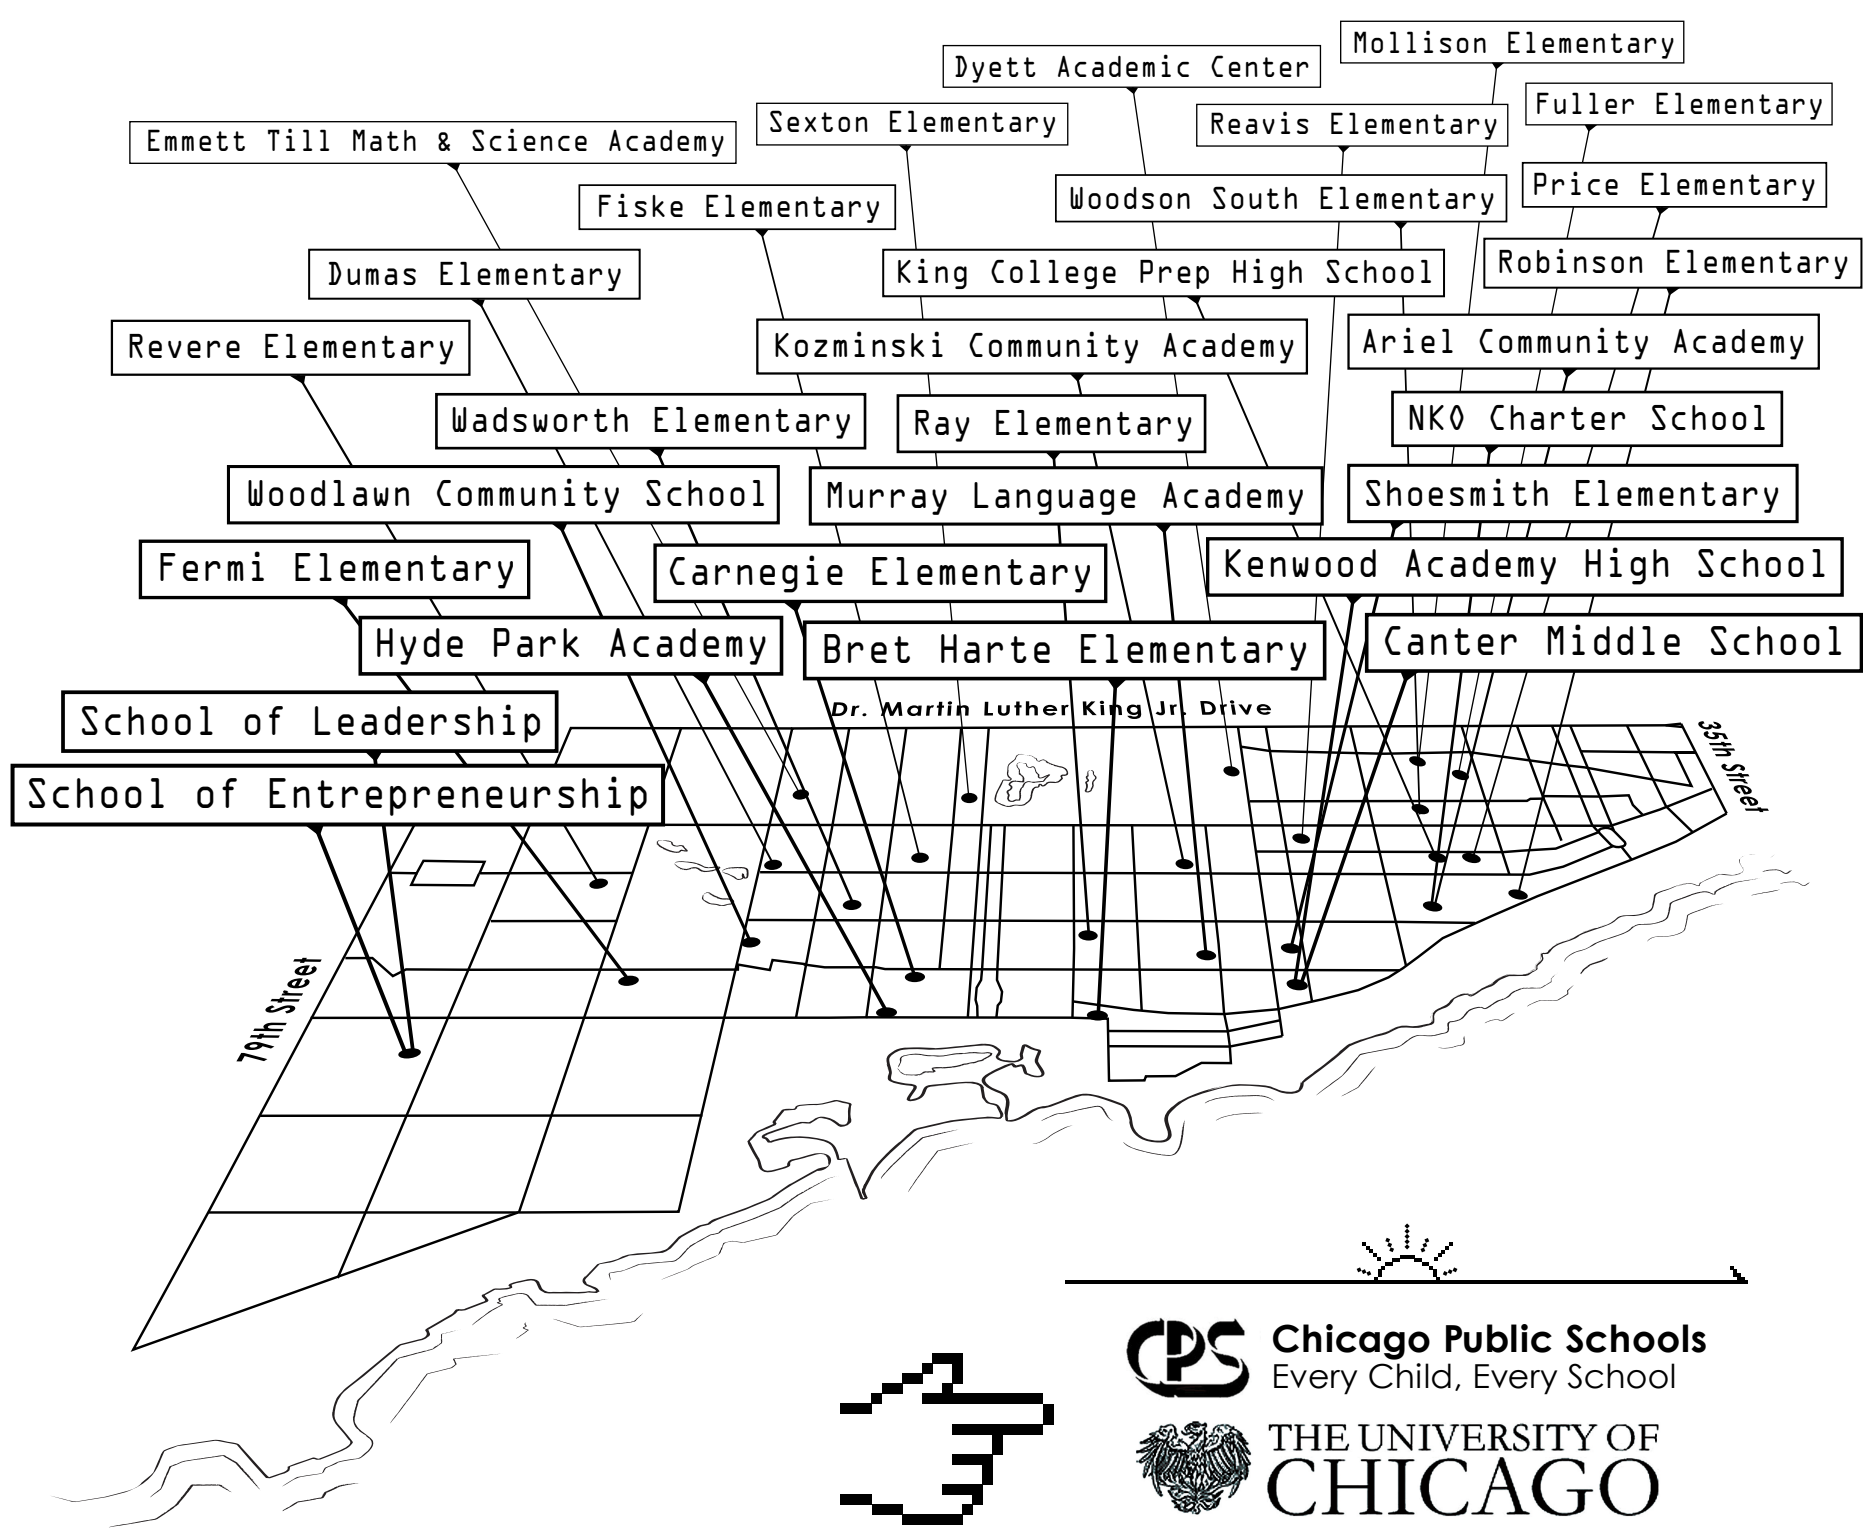 Mollison Elementary
Dyett Academic Center
Fuller Elementary
Sexton Elementary
Reavis Elementary
Emmett Till Math & Science Academy
Price Elementary
Woodson South Elementary
Fiske Elementary
Robinson Elementary
King College Prep High School
Dumas Elementary
Ariel Community Academy
Kozminski Community Academy
Revere Elementary
NKO Charter School
Wadsworth Elementary
Ray Elementary
Shoesmith Elementary
Woodlawn Community School
Murray Language Academy
Kenwood Academy High School
Fermi Elementary
Carnegie Elementary
Canter Middle School
Hyde Park Academy
Bret Harte Elementary
Dr. Martin Luther King Jr. Drive
School of Leadership
35th Street
School of Entrepreneurship
79th Street
CPS
Chicago Public Schools
Every Child, Every School
THE UNIVERSITY OF
CHICAGO